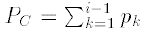 $P_C = \sum_{k=1}^{i-1} p_k$